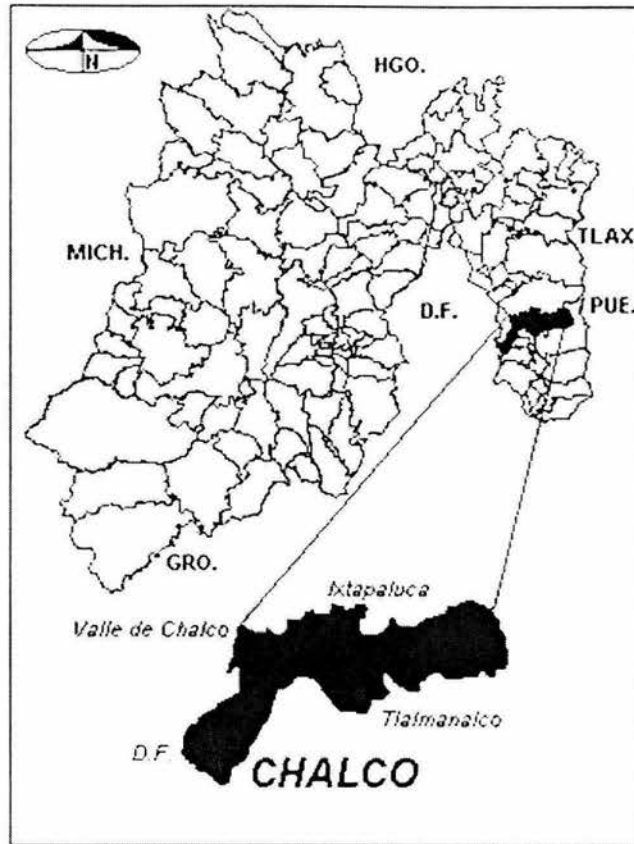 N
HGO.
MICH.
TLAX.
D.F.
PUE.
GRO.
Ixtapaluca
Valle de Chalco
Tlalmanalco
D.F.
CHALCO